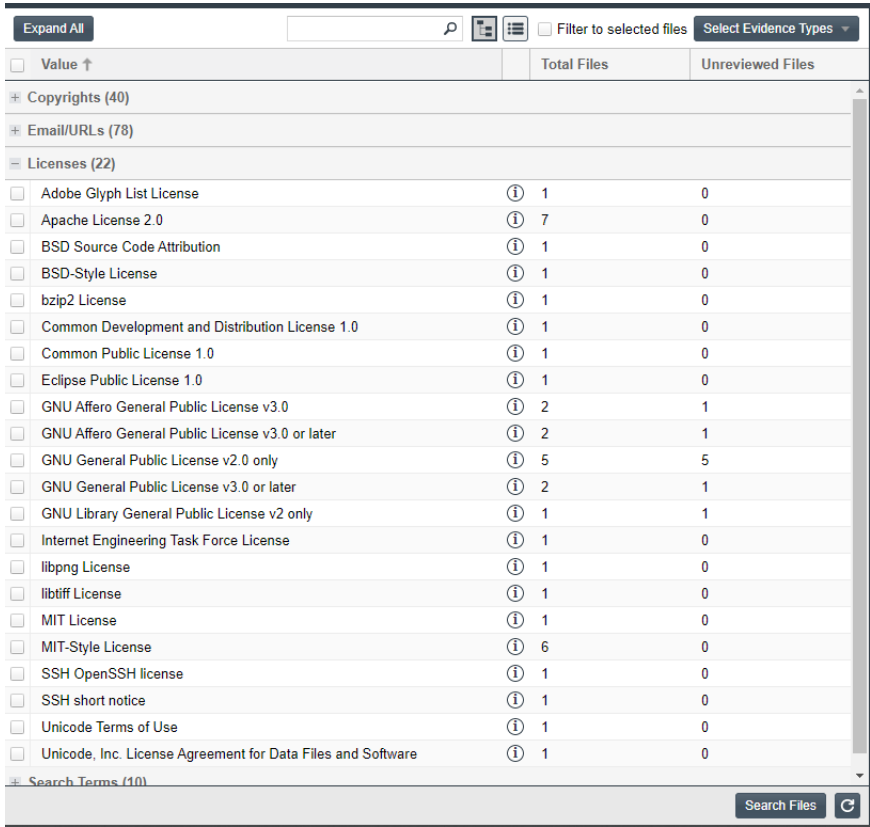 Expand All Filter to selected files Select Evidence Types
Value Total Files Unreviewed Files
Copyrights (40)
Email/URLs (78)
Licenses (22)
Adobe Glyph List License 1 0
Apache License 2.0 7 0
BSD Source Code Attribution 1 0
BSD-Style License 1 0
bzip2 License 1 0
Common Development and Distribution License 1.0 1 0
Common Public License 1.0 1 0
Eclipse Public License 1.0 1 0
GNU Affero General Public License v3.0 2 1
GNU Affero General Public License v3.0 or later 2 1
GNU General Public License v2.0 only 5 5
GNU General Public License v3.0 or later 2 1
GNU Library General Public License v2 only 1 1
Internet Engineering Task Force License 1 0
libpng License 1 0
libtiff License 1 0
MIT License 1 0
MIT-Style License 6 0
SSH OpenSSH license 1 0
SSH short notice 1 0
Unicode Terms of Use 1 0
Unicode, Inc. License Agreement for Data Files and Software 1 0
Search Terms (10)
Search Files